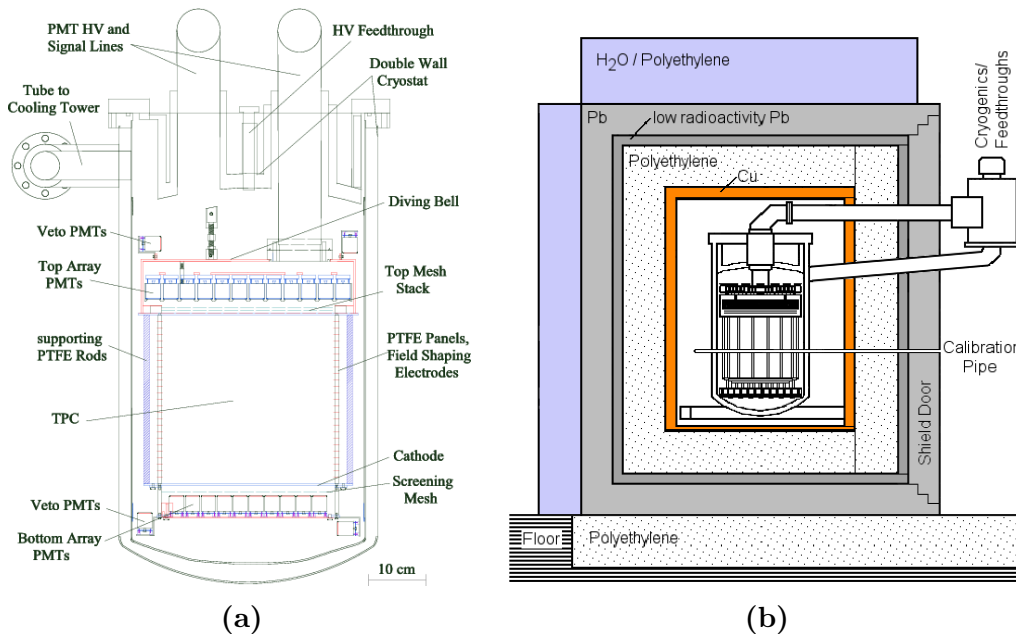 PMT HV and
Signal Lines
HV Feedthrough
Double Wall
Cryostat
Tube to
Cooling Tower
Diving Bell
Veto PMTs
Top Array
PMTs
Top Mesh
Stack
supporting
PTFE Rods
PTFE Panels,
Field Shaping
Electrodes
TPC
Cathode
Screening
Mesh
Veto PMTs
Bottom Array
PMTs
10 cm
(a)
H2O / Polyethylene
Pb
low radioactivity Pb
Polyethylene
Cu
Cryogenics/
Feedthroughs
Calibration
Pipe
Shield Door
Floor
Polyethylene
(b)